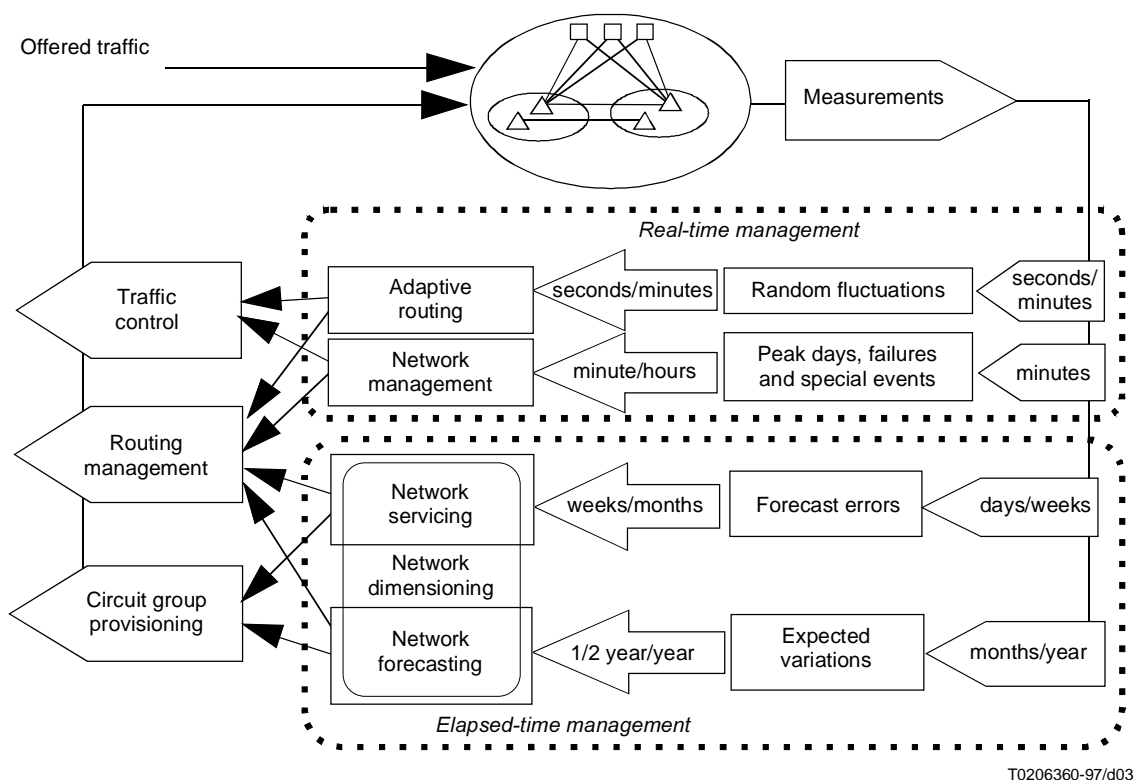 Offered traffic
Measurements
Real-time management
Traffic
control
Adaptive
routing
seconds/minutes
Random fluctuations
seconds/
minutes
Network
management
minute/hours
Peak days, failures
and special events
minutes
Routing
management
Network
servicing
weeks/months
Forecast errors
days/weeks
Network
dimensioning
Circuit group
provisioning
Network
forecasting
1/2 year/year
Expected
variations
months/year
Elapsed-time management
T0206360-97/d03